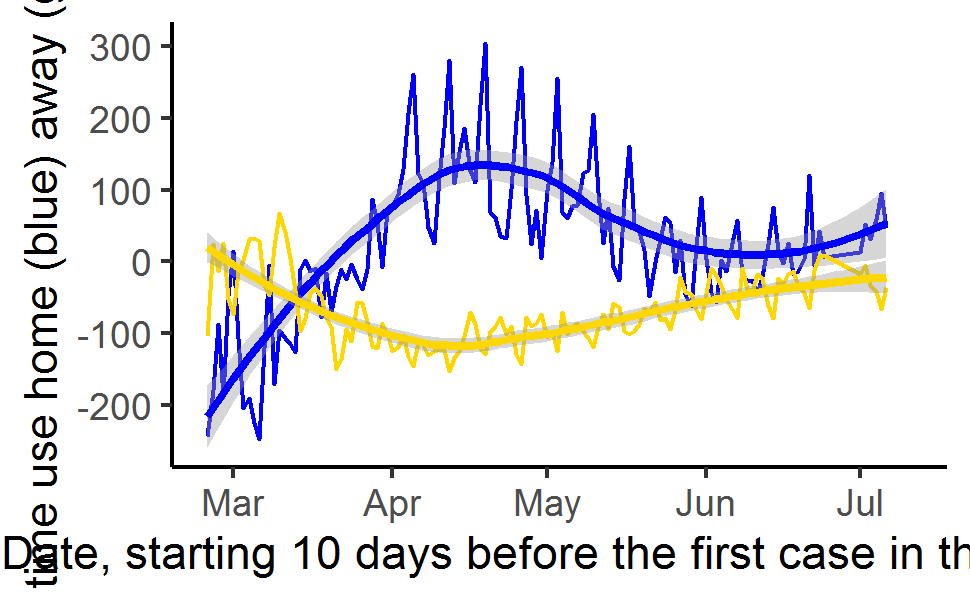 time use home (blue) away (g
300
200
100
0
-100
-200
Mar Apr May Jun Jul
Date, starting 10 days before the first case in th